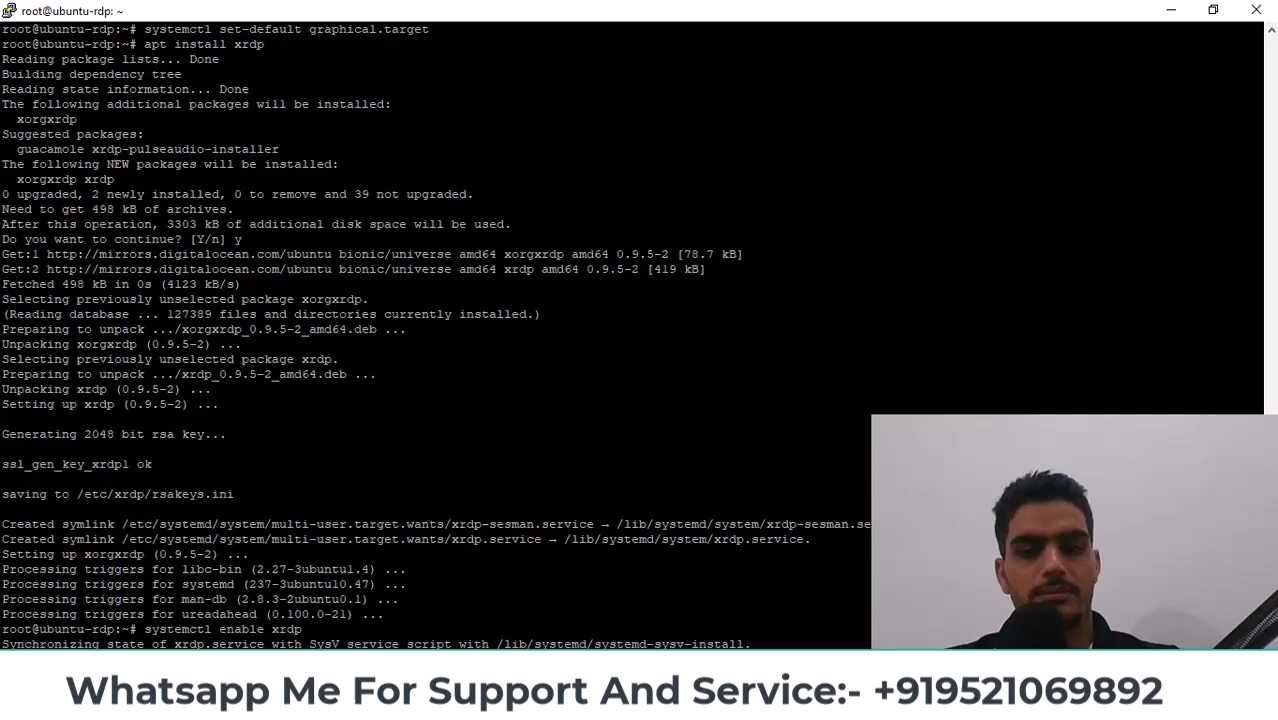 root@ubuntu-rdp: ~
root@ubuntu-rdp:~# systemctl set-default graphical.target
root@ubuntu-rdp:~# apt install xrdp
Reading package lists... Done
Building dependency tree
Reading state information... Done
The following additional packages will be installed:
  xorgxrdp
Suggested packages:
  guacamole xrdp-pulseaudio-installer
The following NEW packages will be installed:
  xorgxrdp xrdp
0 upgraded, 2 newly installed, 0 to remove and 39 not upgraded.
Need to get 498 kB of archives.
After this operation, 3303 kB of additional disk space will be used.
Do you want to continue? [Y/n] y
Get:1 http://mirrors.digitalocean.com/ubuntu bionic/universe amd64 xorgxrdp amd64 0.9.5-2 [78.7 kB]
Get:2 http://mirrors.digitalocean.com/ubuntu bionic/universe amd64 xrdp amd64 0.9.5-2 [419 kB]
Fetched 498 kB in 0s (4123 kB/s)
Selecting previously unselected package xorgxrdp.
(Reading database ... 127389 files and directories currently installed.)
Preparing to unpack .../xorgxrdp_0.9.5-2_amd64.deb ...
Unpacking xorgxrdp (0.9.5-2) ...
Selecting previously unselected package xrdp.
Preparing to unpack .../xrdp_0.9.5-2_amd64.deb ...
Unpacking xrdp (0.9.5-2) ...
Setting up xrdp (0.9.5-2) ...
Generating 2048 bit rsa key...
ssl_gen_key_xrdp1 ok
saving to /etc/xrdp/rsakeys.ini
Created symlink /etc/systemd/system/multi-user.target.wants/xrdp-sesman.service → /lib/systemd/system/xrdp-sesman.se
Created symlink /etc/systemd/system/multi-user.target.wants/xrdp.service → /lib/systemd/system/xrdp.service.
Setting up xorgxrdp (0.9.5-2) ...
Processing triggers for libc-bin (2.27-3ubuntu1.4) ...
Processing triggers for systemd (237-3ubuntu10.47) ...
Processing triggers for man-db (2.8.3-2ubuntu0.1) ...
Processing triggers for ureadahead (0.100.0-21) ...
root@ubuntu-rdp:~# systemctl enable xrdp
Synchronizing state of xrdp.service with SysV service script with /lib/systemd/systemd-sysv-install.
Whatsapp Me For Support And Service:- +919521069892